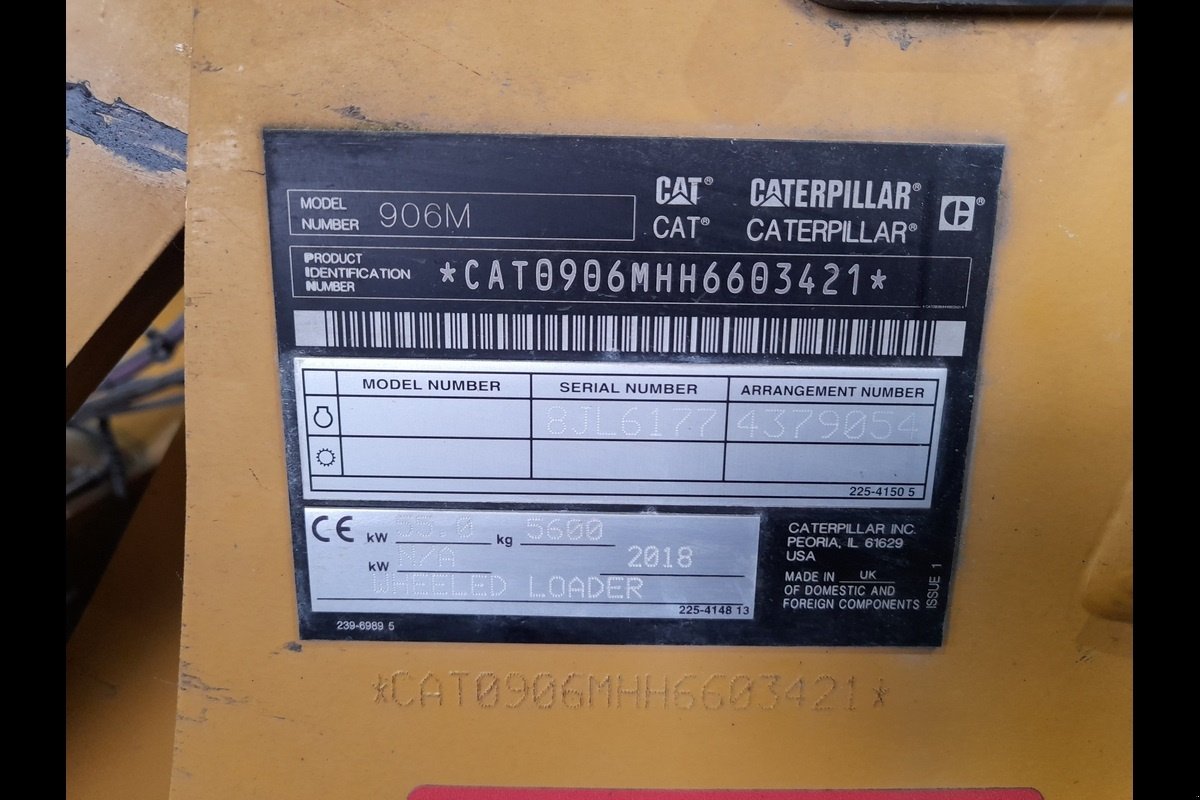 MODEL NUMBER 906M
CAT® CATERPILLAR® ®
CAT® CATERPILLAR®
PRODUCT IDENTIFICATION NUMBER *CAT0906MHH6603421*
MODEL NUMBER SERIAL NUMBER ARRANGEMENT NUMBER
8JL6177 4379054
225-4150 5
CE kW 55.0 kg 5600
kW N/A 2018
WHEELED LOADER
225-4148 13
239-6989 5
CATERPILLAR INC.
PEORIA, IL 61629
USA
MADE IN UK
OF DOMESTIC AND
FOREIGN COMPONENTS
ISSUE 1
*CAT0906MHH6603421*